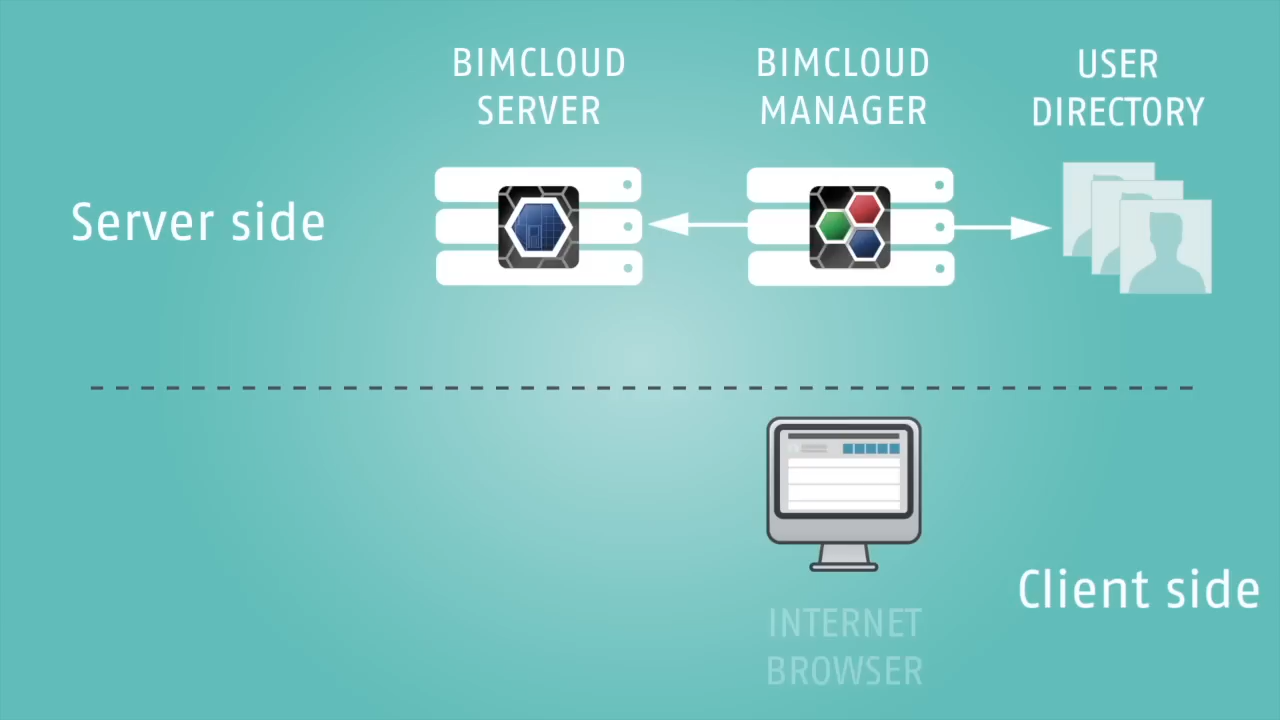 BIMCLOUD
SERVER
BIMCLOUD
MANAGER
USER
DIRECTORY
Server side
Client side
INTERNET
BROWSER